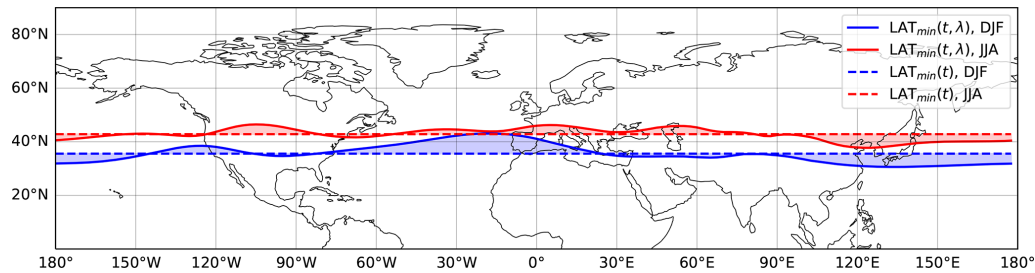 80°N
60°N
40°N
20°N
LAT_min(t, λ), DJF
LAT_min(t, λ), JJA
LAT_min(t), DJF
LAT_min(t), JJA
180° 150°W 120°W 90°W 60°W 30°W 0° 30°E 60°E 90°E 120°E 150°E 180°